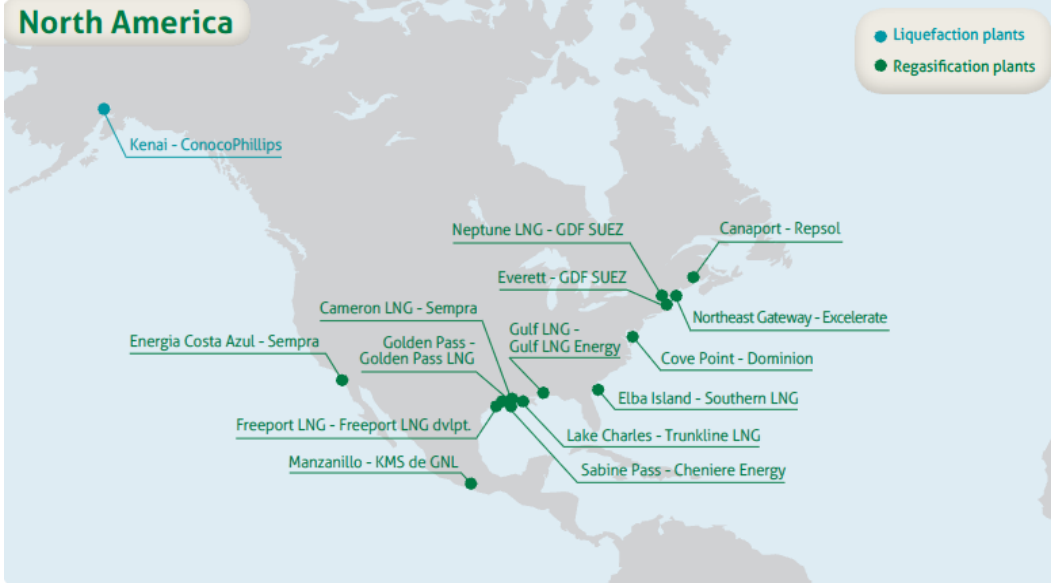 North America
Liquefaction plants
Regasification plants
Kenai - ConocoPhillips
Neptune LNG - GDF SUEZ
Canaport - Repsol
Everett - GDF SUEZ
Cameron LNG - Sempra
Northeast Gateway - Excelerate
Gulf LNG -
Gulf LNG Energy
Energia Costa Azul - Sempra
Golden Pass -
Golden Pass LNG
Cove Point - Dominion
Elba Island - Southern LNG
Freeport LNG - Freeport LNG dvlpt.
Lake Charles - Trunkline LNG
Manzanillo - KMS de GNL
Sabine Pass - Cheniere Energy